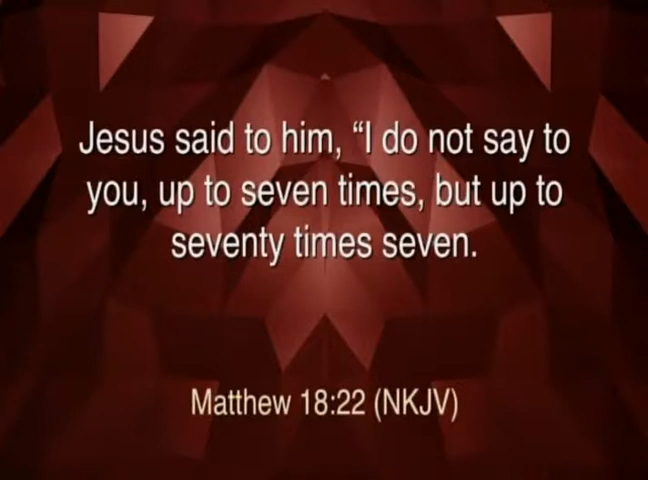 Jesus said to him, “I do not say to
you, up to seven times, but up to
seventy times seven.
Matthew 18:22 (NKJV)